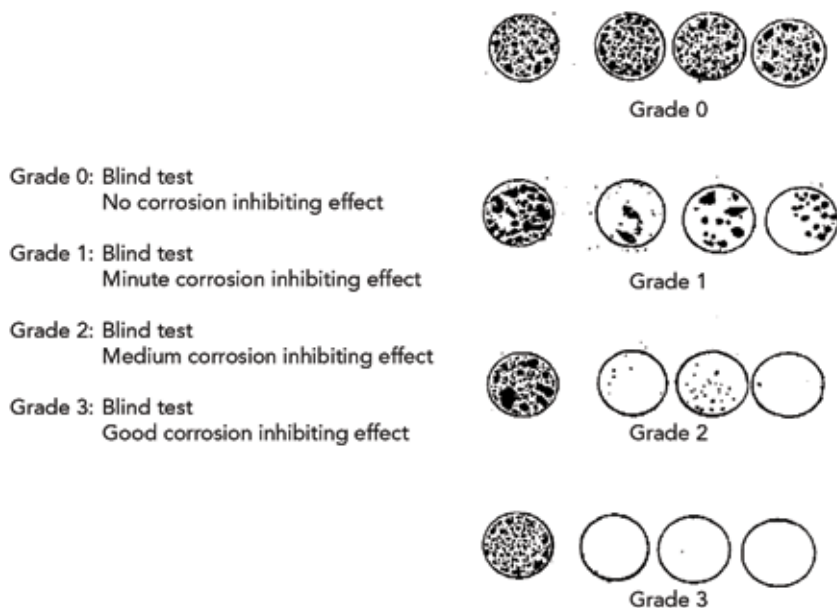 Grade 0
Grade 0: Blind test
No corrosion inhibiting effect
Grade 1: Blind test
Minute corrosion inhibiting effect
Grade 1
Grade 2: Blind test
Medium corrosion inhibiting effect
Grade 3: Blind test
Good corrosion inhibiting effect
Grade 2
Grade 3